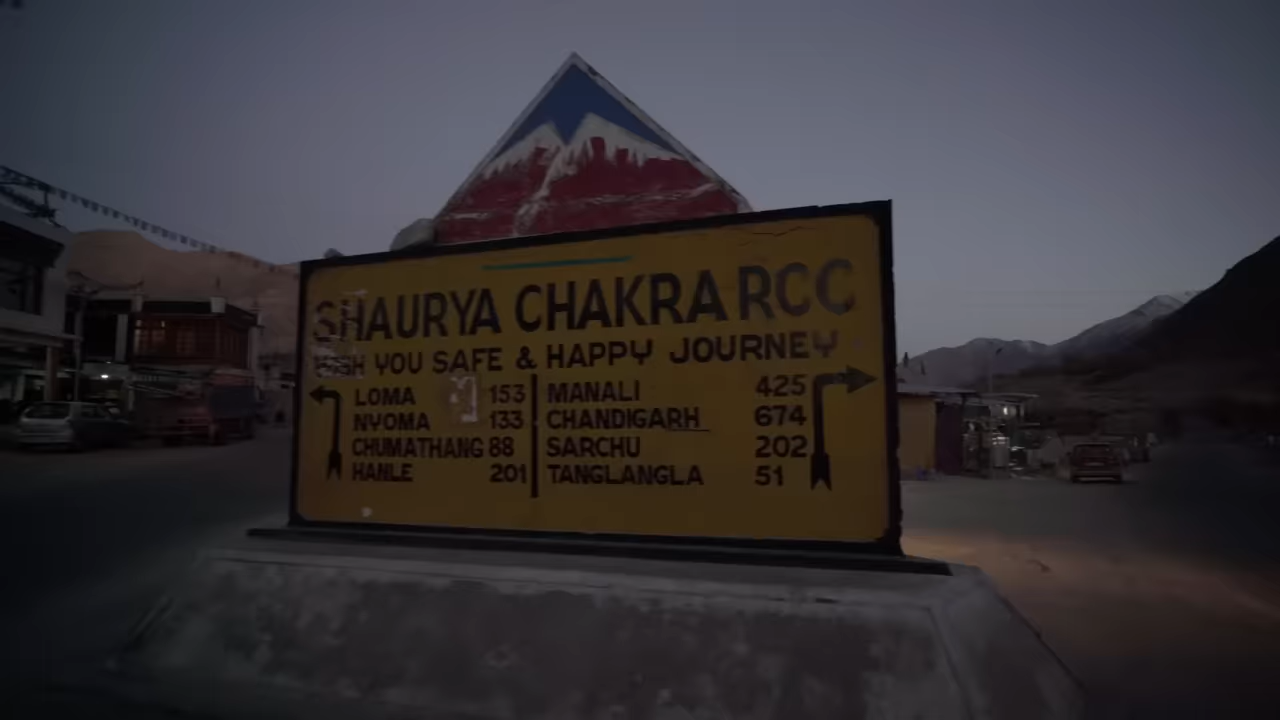 SHAURYA CHAKRA RCC
WISH YOU SAFE & HAPPY JOURNEY
LOMA 153
NYOMA 133
CHUMATHANG 88
HANLE 201
MANALI 425
CHANDIGARH 674
SARCHU 202
TANGLANGLA 51